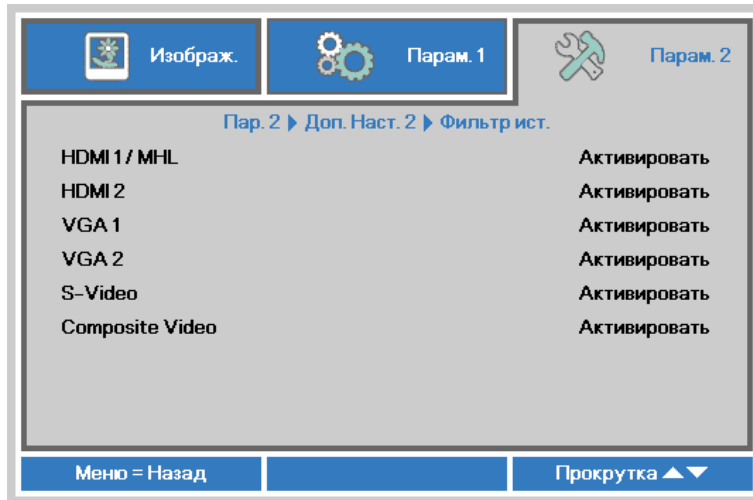 Изображ.
Парам. 1
Парам. 2
Пар. 2 ▶ Доп. Наст. 2 ▶ Фильтр ист.
HDMI 1 / MHL Активировать
HDMI 2 Активировать
VGA 1 Активировать
VGA 2 Активировать
S-Video Активировать
Composite Video Активировать
Меню = Назад
Прокрутка ▲▼